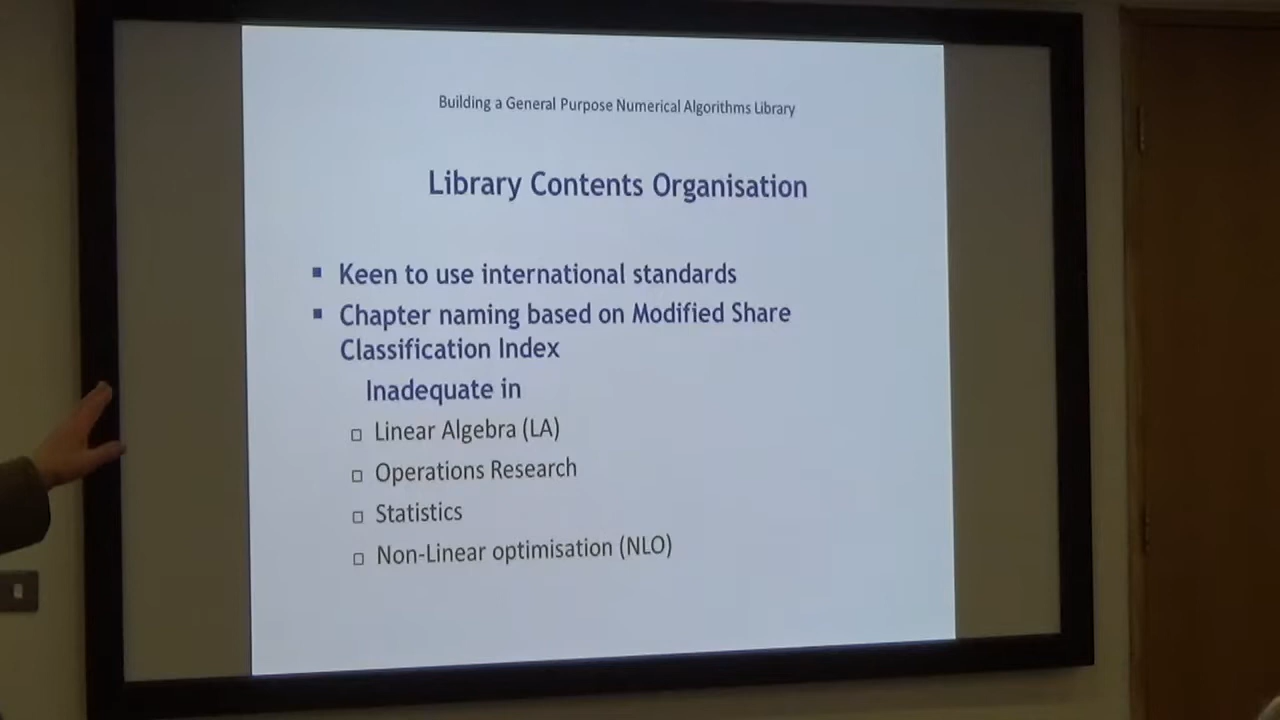 Building a General Purpose Numerical Algorithms Library
Library Contents Organisation
▪ Keen to use international standards
▪ Chapter naming based on Modified Share
Classification Index
Inadequate in
□ Linear Algebra (LA)
□ Operations Research
□ Statistics
□ Non-Linear optimisation (NLO)